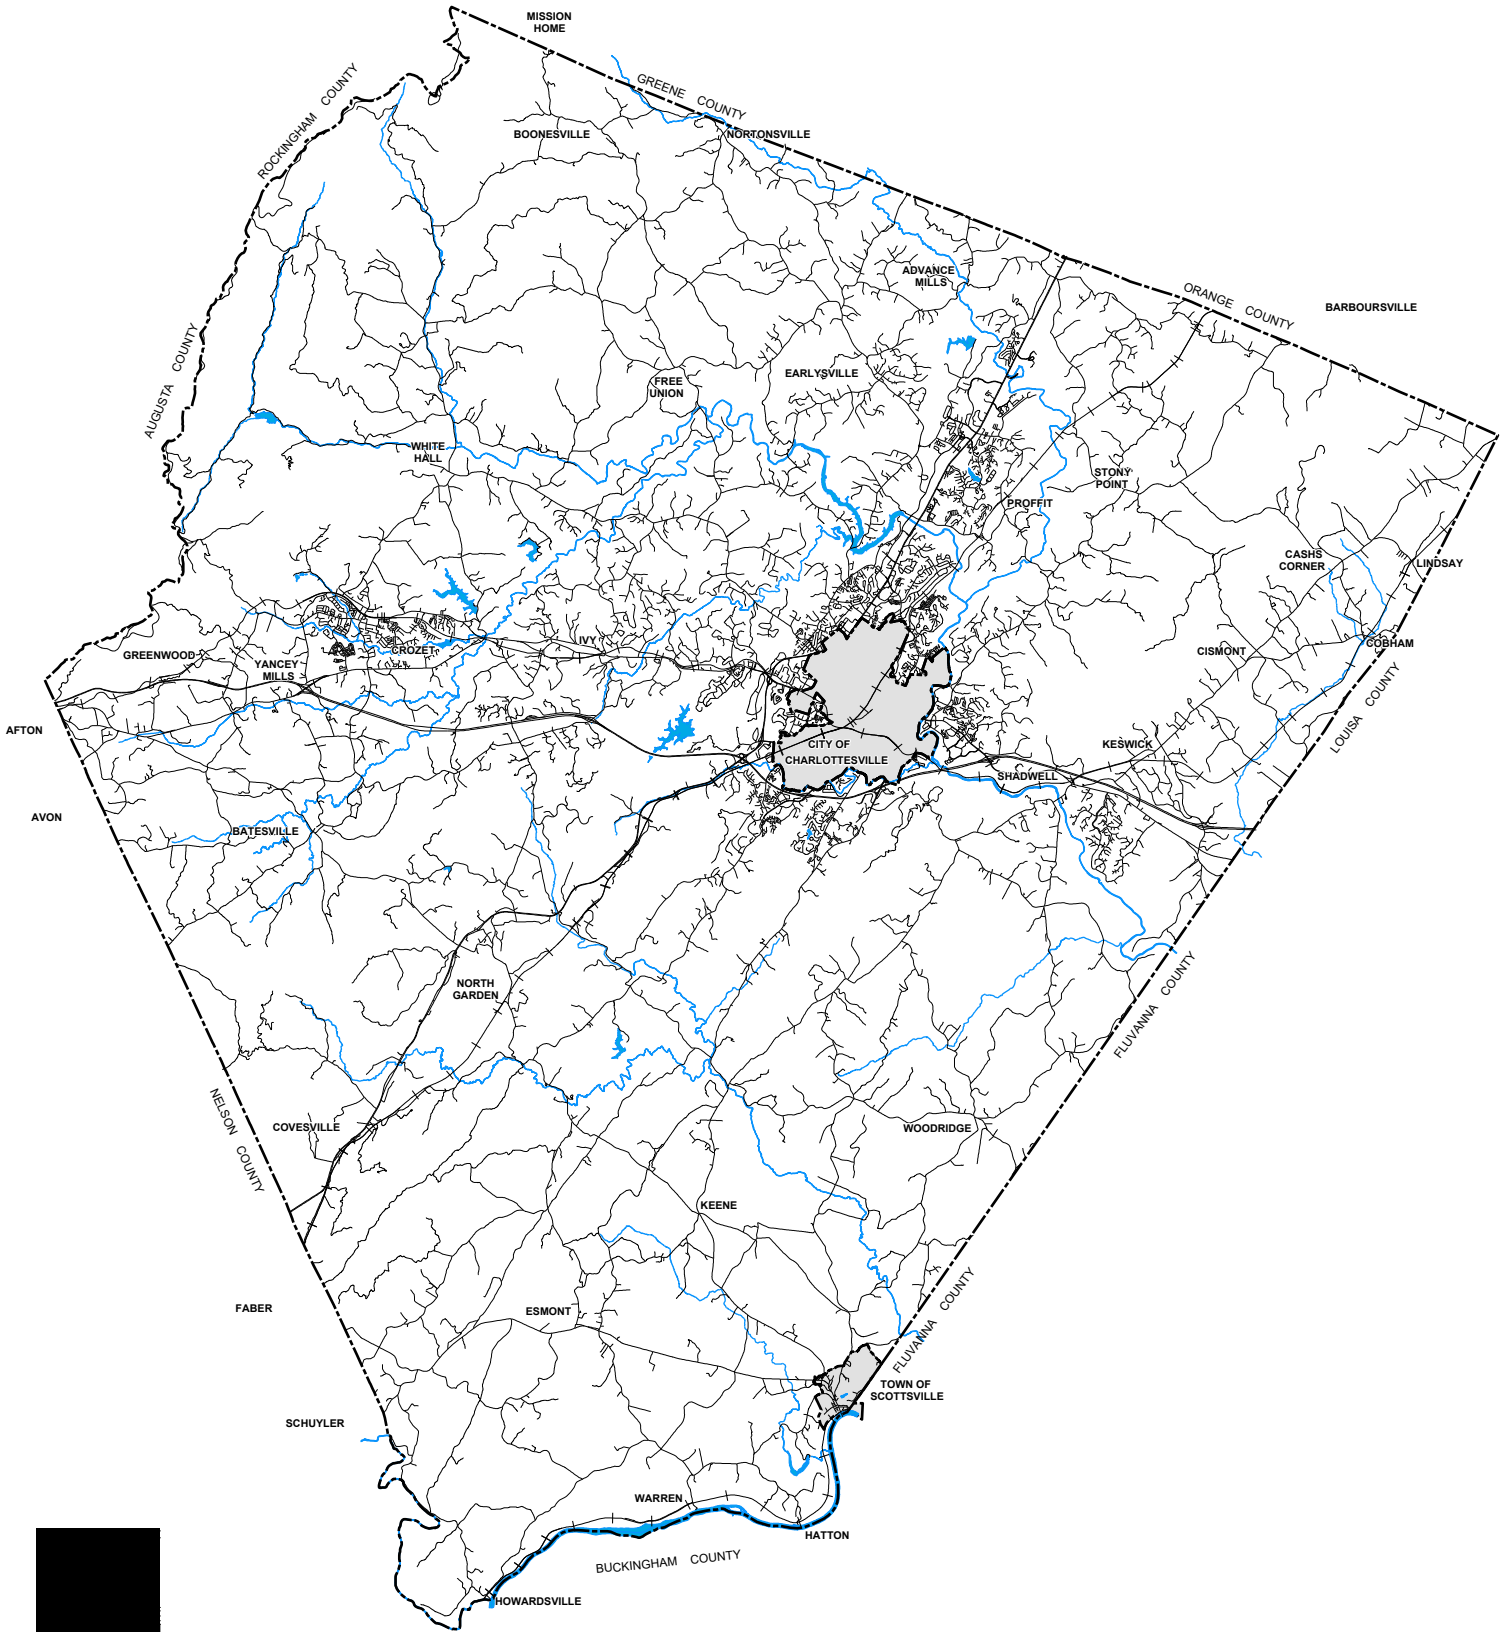 MISSION
HOME
GREENE COUNTY
ROCKINGHAM COUNTY
BOONESVILLE
NORTONSVILLE
ADVANCE
MILLS
ORANGE COUNTY
BARBOURSVILLE
AUGUSTA COUNTY
FREE
UNION
EARLYSVILLE
WHITE
HALL
STONY
POINT
PROFFIT
CASHS
CORNER
LINDSAY
IVY
CROZET
GREENWOOD
YANCEY
MILLS
CISMONT
COBHAM
LOUISA COUNTY
AFTON
CITY OF
CHARLOTTESVILLE
KESWICK
SHADWELL
AVON
BATESVILLE
NORTH
GARDEN
FLUVANNA COUNTY
NELSON COUNTY
COVESVILLE
WOODRIDGE
KEENE
FABER
ESMONT
FLUVANNA COUNTY
TOWN OF
SCOTTSVILLE
SCHUYLER
WARREN
HATTON
BUCKINGHAM COUNTY
HOWARDSVILLE